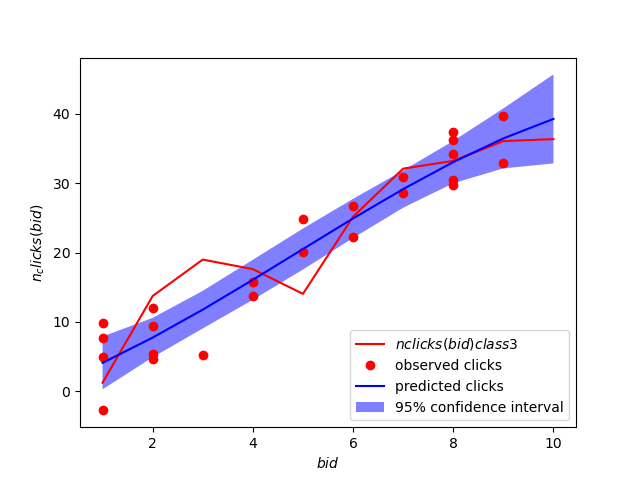 n_clicks(bid)
40
30
20
10
0
2
4
6
8
10
bid
nclicks(bid)class3
observed clicks
predicted clicks
95% confidence interval